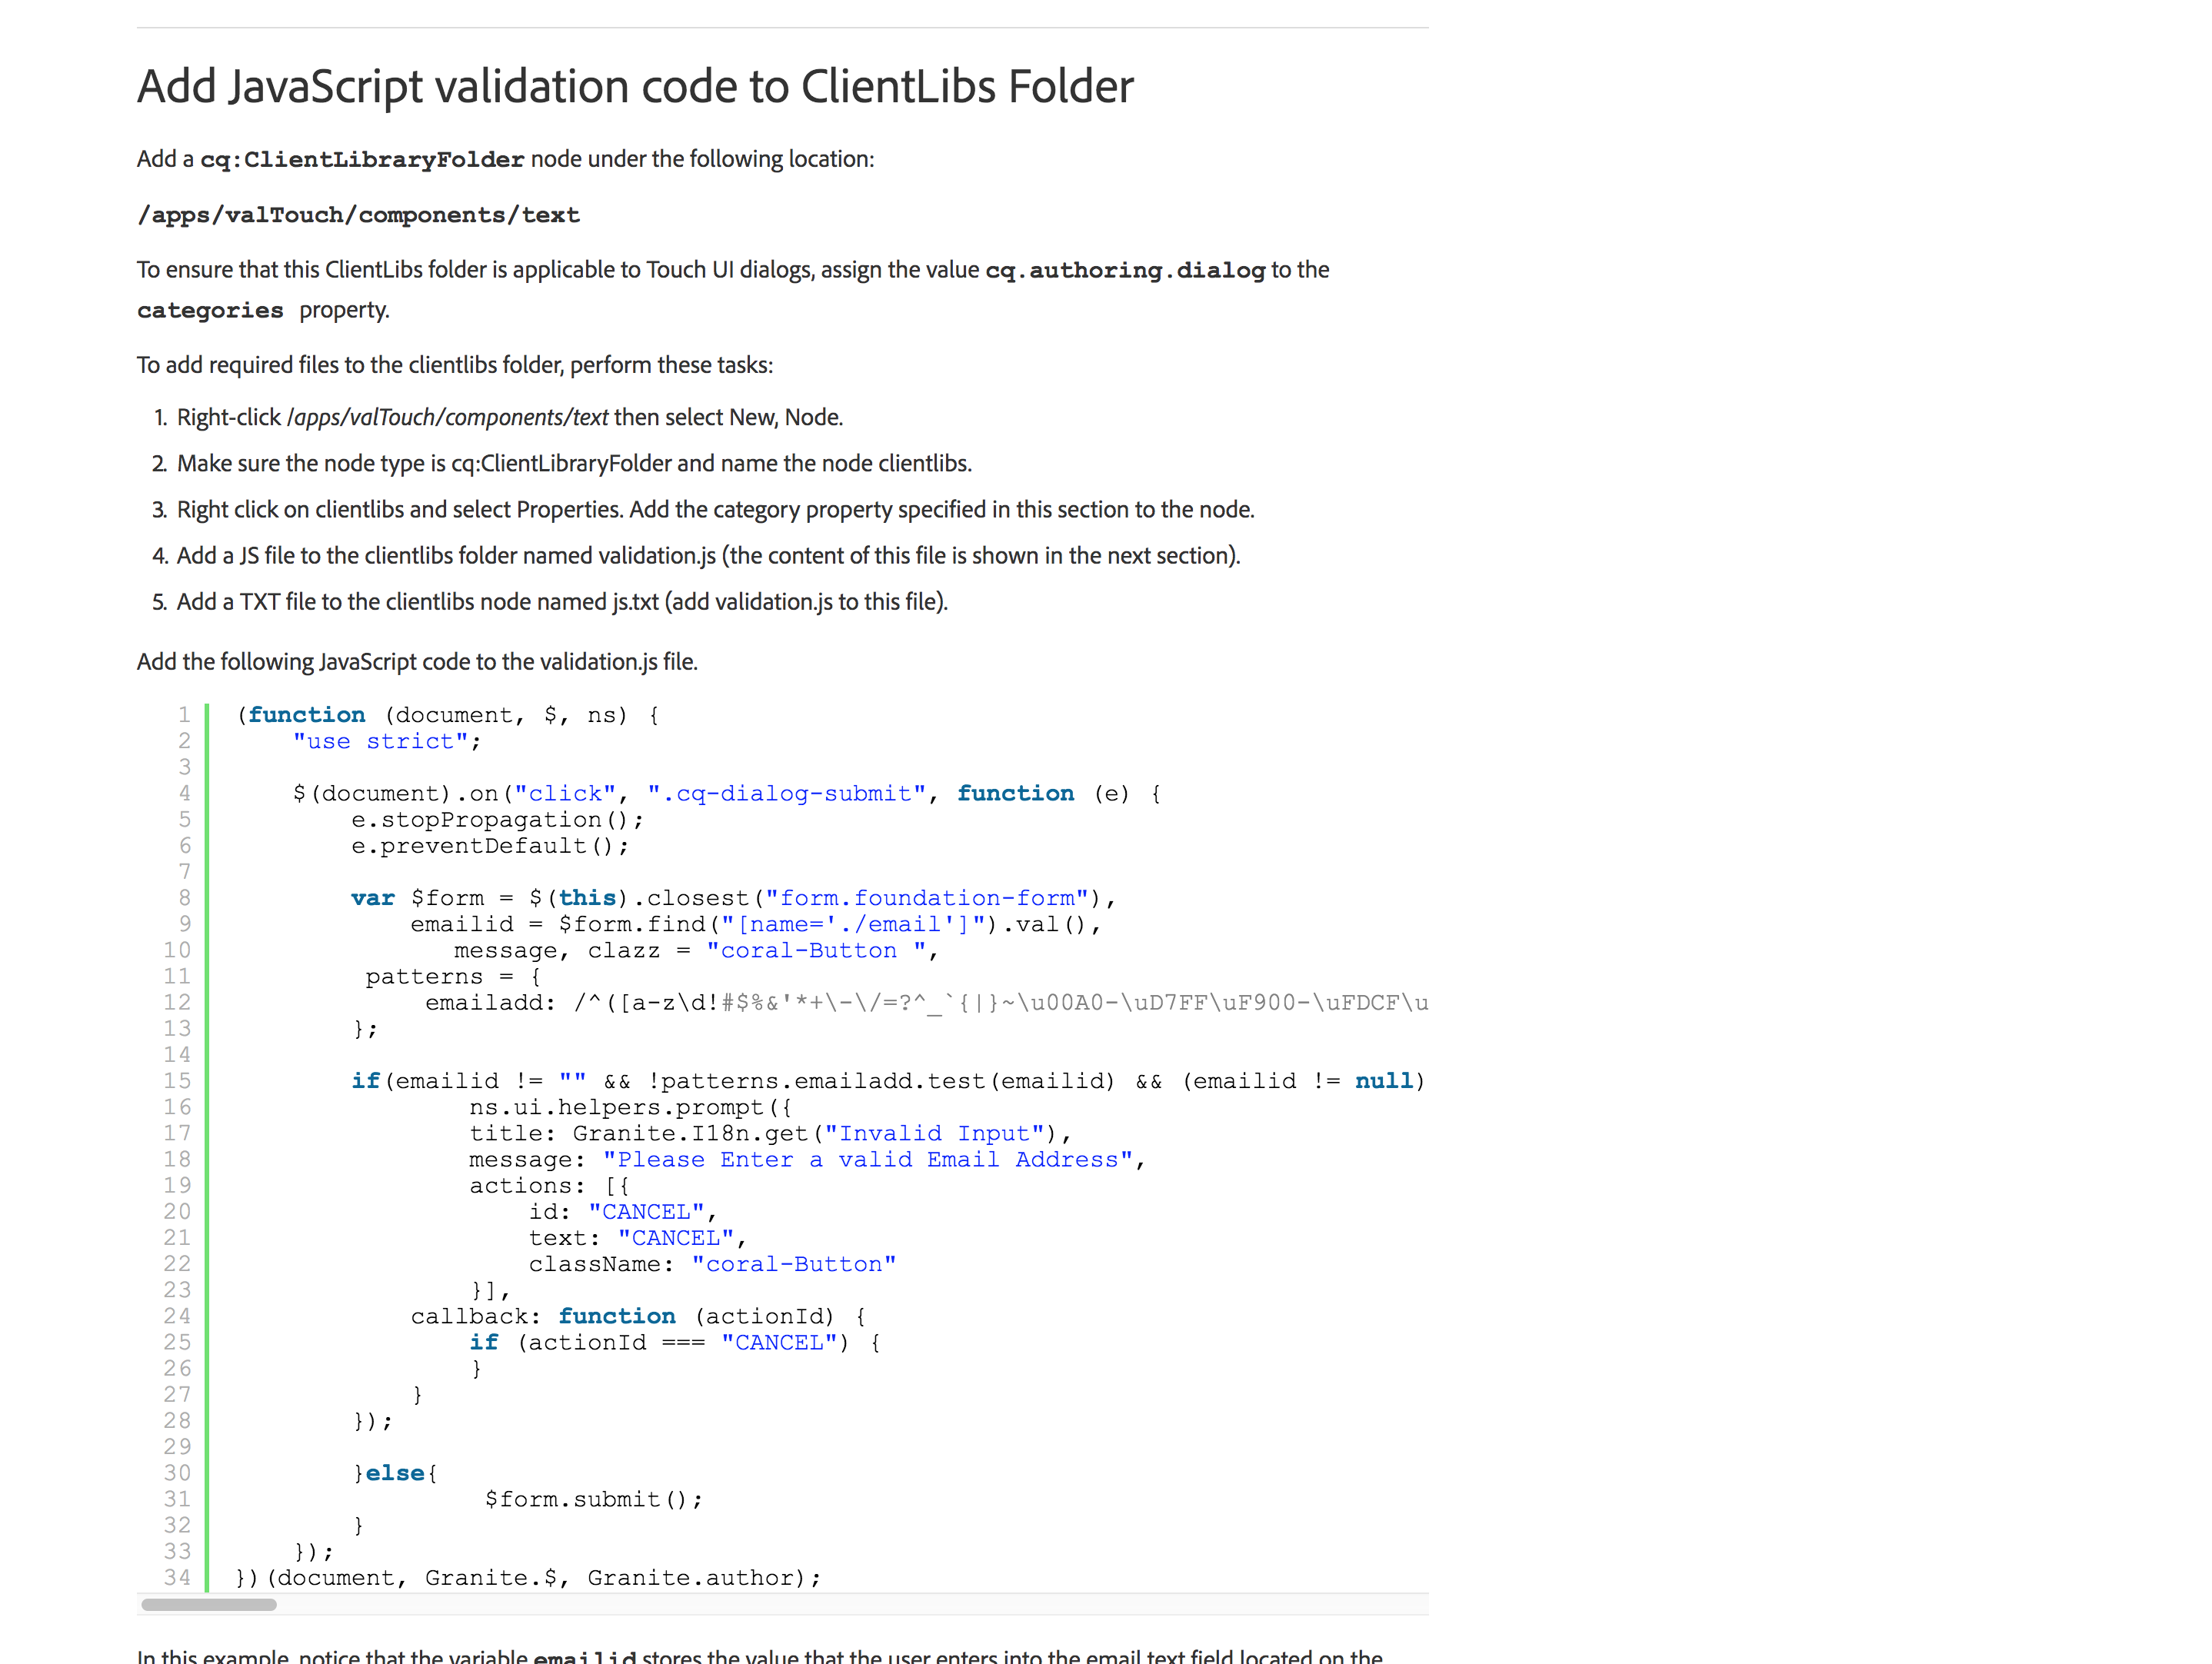 Add JavaScript validation code to ClientLibs Folder
Add a cq:ClientLibraryFolder node under the following location:
/apps/valTouch/components/text
To ensure that this ClientLibs folder is applicable to Touch UI dialogs, assign the value cq.authoring.dialog to the
categories property.
To add required files to the clientlibs folder, perform these tasks:
1. Right-click /apps/valTouch/components/text then select New, Node.
2. Make sure the node type is cq:ClientLibraryFolder and name the node clientlibs.
3. Right click on clientlibs and select Properties. Add the category property specified in this section to the node.
4. Add a JS file to the clientlibs folder named validation.js (the content of this file is shown in the next section).
5. Add a TXT file to the clientlibs node named js.txt (add validation.js to this file).
Add the following JavaScript code to the validation.js file.
1 (function (document, $, ns) {
2 "use strict";
3
4 $(document).on("click", ".cq-dialog-submit", function (e) {
5 e.stopPropagation();
6 e.preventDefault();
7
8 var $form = $(this).closest("form.foundation-form"),
9 emailid = $form.find("[name='./email']").val(),
10 message, clazz = "coral-Button ",
11 patterns = {
12 emailadd: /^([a-z\d!#$%&'*+\-\/=?^_`{|}~\u00A0-\uD7FF\uF900-\uFDCF\u
13 };
14
15 if(emailid != "" && !patterns.emailadd.test(emailid) && (emailid != null)
16 ns.ui.helpers.prompt({
17 title: Granite.I18n.get("Invalid Input"),
18 message: "Please Enter a valid Email Address",
19 actions: [{
20 id: "CANCEL",
21 text: "CANCEL",
22 className: "coral-Button"
23 }],
24 callback: function (actionId) {
25 if (actionId === "CANCEL") {
26 }
27 }
28 });
29
30 }else{
31 $form.submit();
32 }
33 });
34 })(document, Granite.$, Granite.author);
In this example, notice that the variable emailid stores the value that the user enters into the email text field located on the